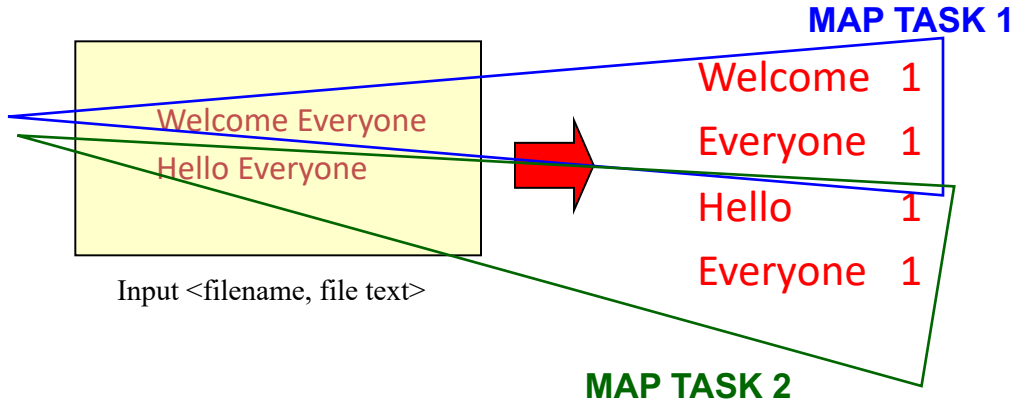 MAP TASK 1
Welcome Everyone
Hello Everyone
Input <filename, file text>
Welcome 1
Everyone 1
Hello 1
Everyone 1
MAP TASK 2